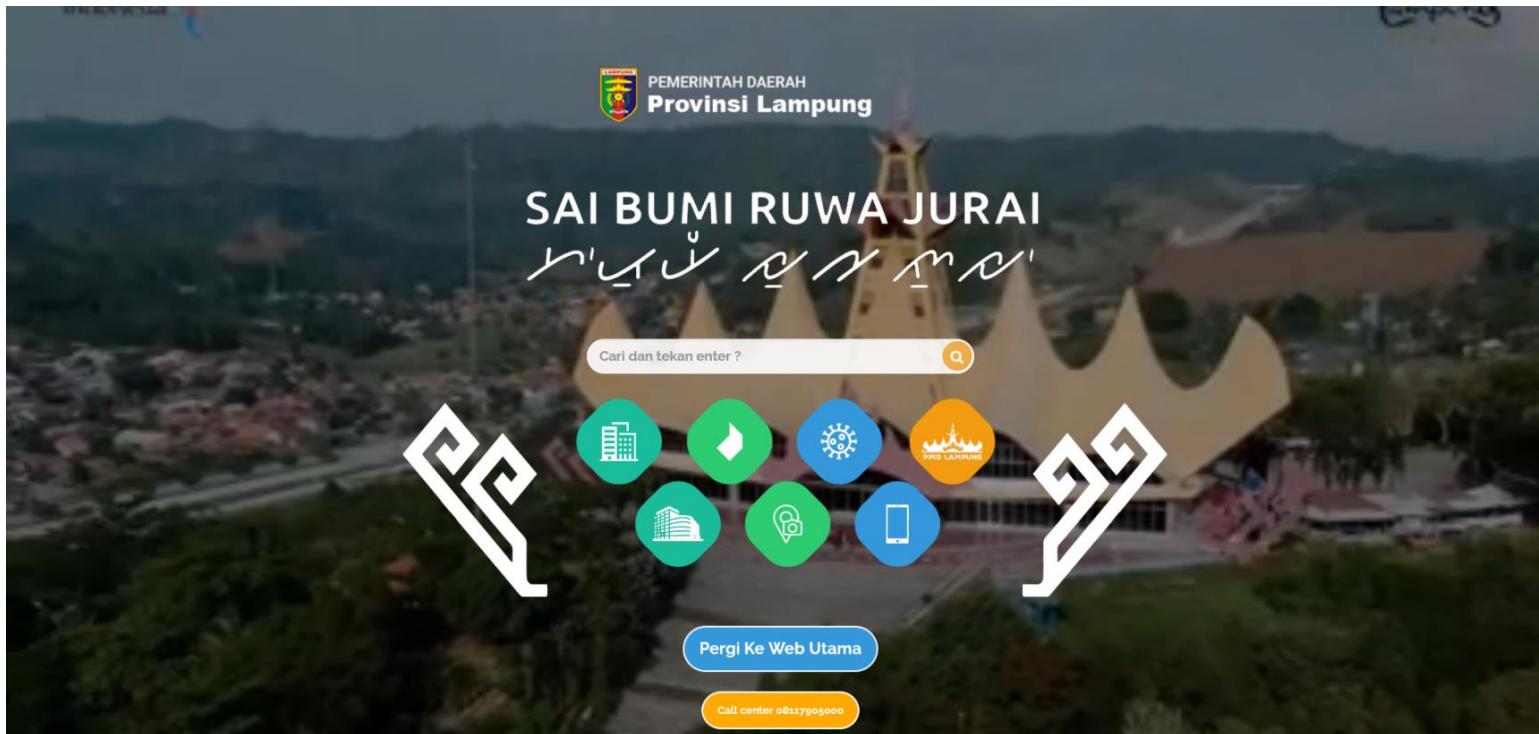 PEMERINTAH DAERAH
Provinsi Lampung
SAI BUMI RUWA JURAI
Cari dan tekan enter ?
PMD LAMPUNG
Pergi Ke Web Utama
Call center 08117905000